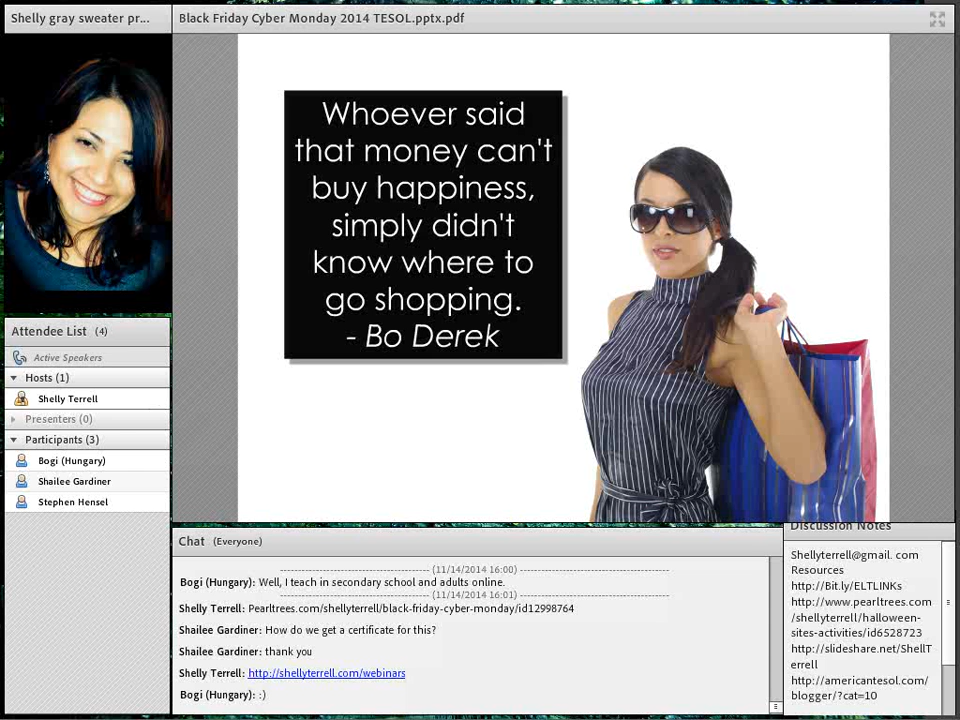 Shelly gray sweater pr...
Black Friday Cyber Monday 2014 TESOL.pptx.pdf
Whoever said
that money can't
buy happiness,
simply didn't
know where to
go shopping.
- Bo Derek
Attendee List (4)
Active Speakers
Hosts (1)
Shelly Terrell
Presenters (0)
Participants (3)
Bogi (Hungary)
Shailee Gardiner
Stephen Hensel
Chat (Everyone)
(11/14/2014 16:00)
Bogi (Hungary): Well, I teach in secondary school and adults online.
(11/14/2014 16:01)
Shelly Terrell: Pearltrees.com/shellyterrell/black-friday-cyber-monday/id12998764
Shailee Gardiner: How do we get a certificate for this?
Shailee Gardiner: thank you
Shelly Terrell: http://shellyterrell.com/webinars
Bogi (Hungary): :)
Discussion Notes
Shellyterrell@gmail. com
Resources
http://Bit.ly/ELTLINKs
http://www.pearltrees.com
/shellyterrell/halloween-
sites-activities/id6528723
http://slideshare.net/ShellT
errell
http://americantesol.com/
blogger/?cat=10